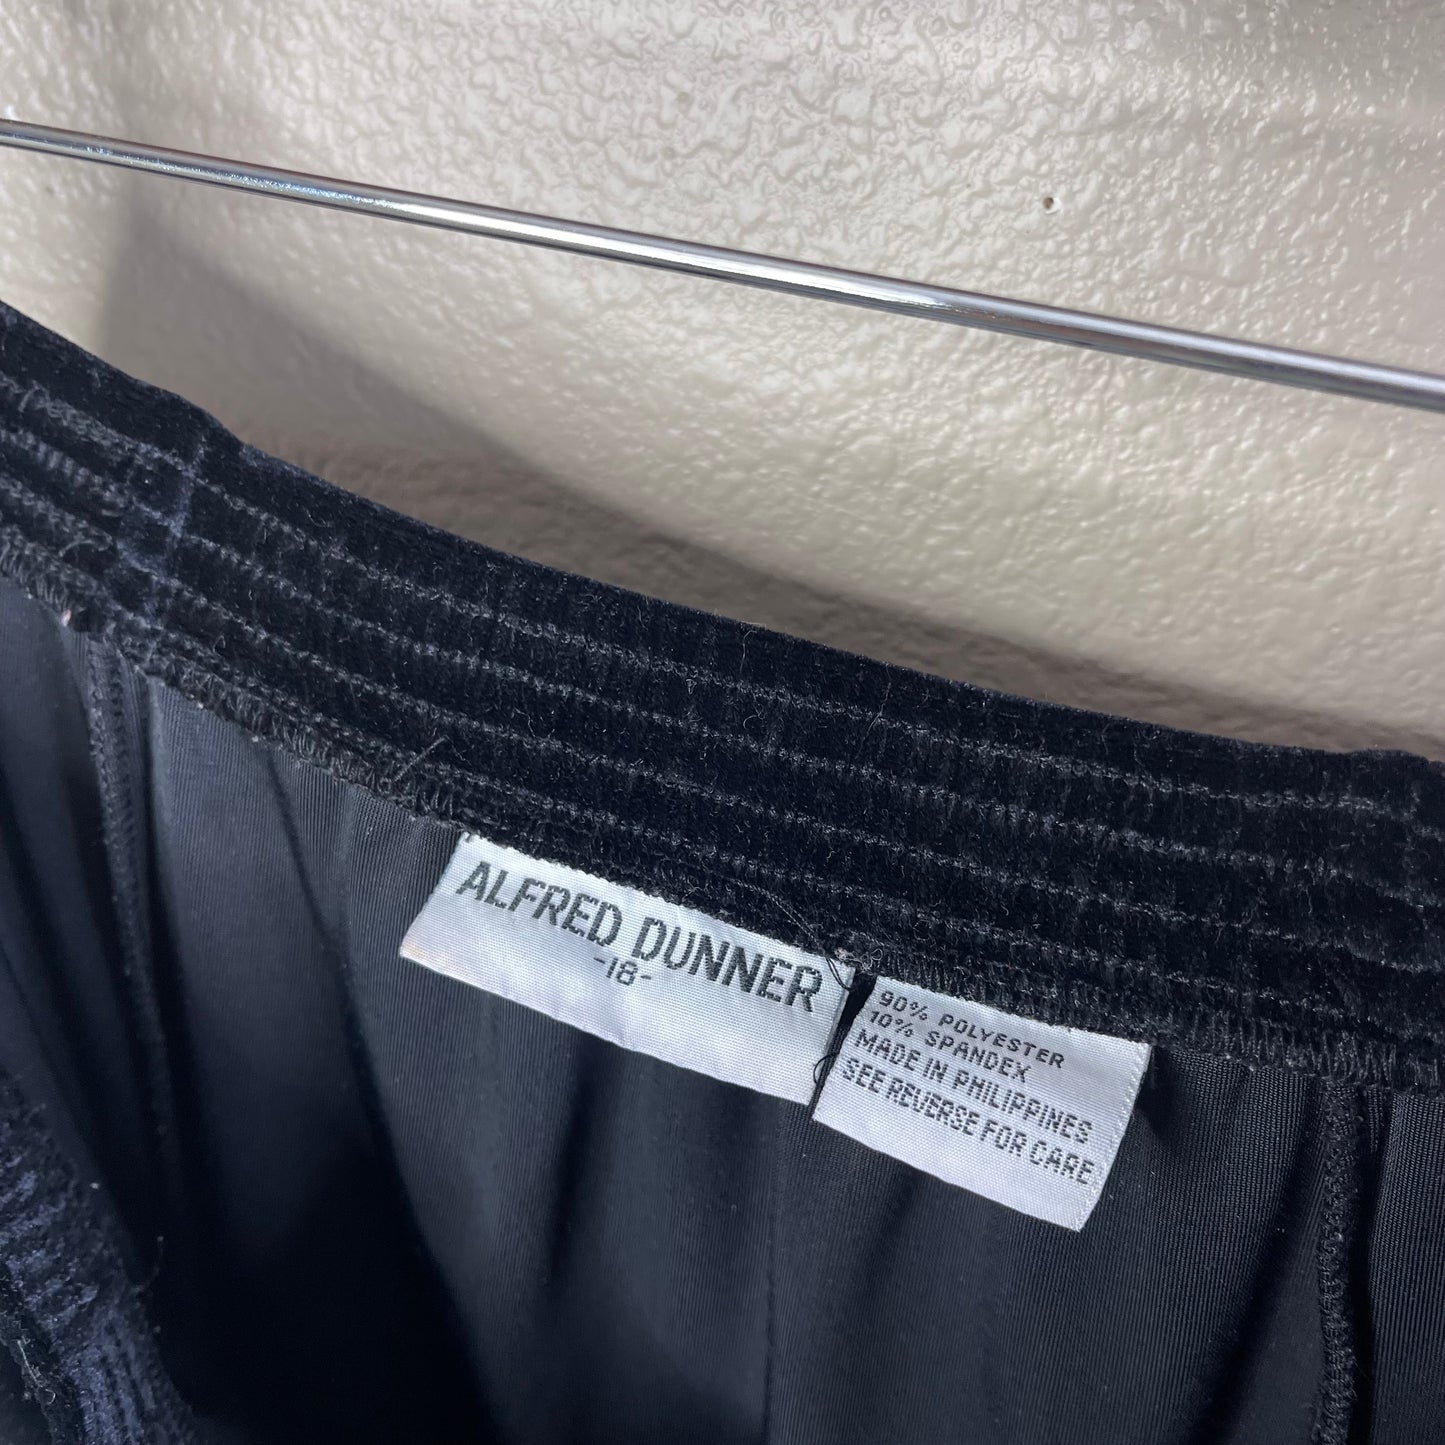 ALFRED DUNNER
-18-
90% POLYESTER
10% SPANDEX
MADE IN PHILIPPINES
SEE REVERSE FOR CARE